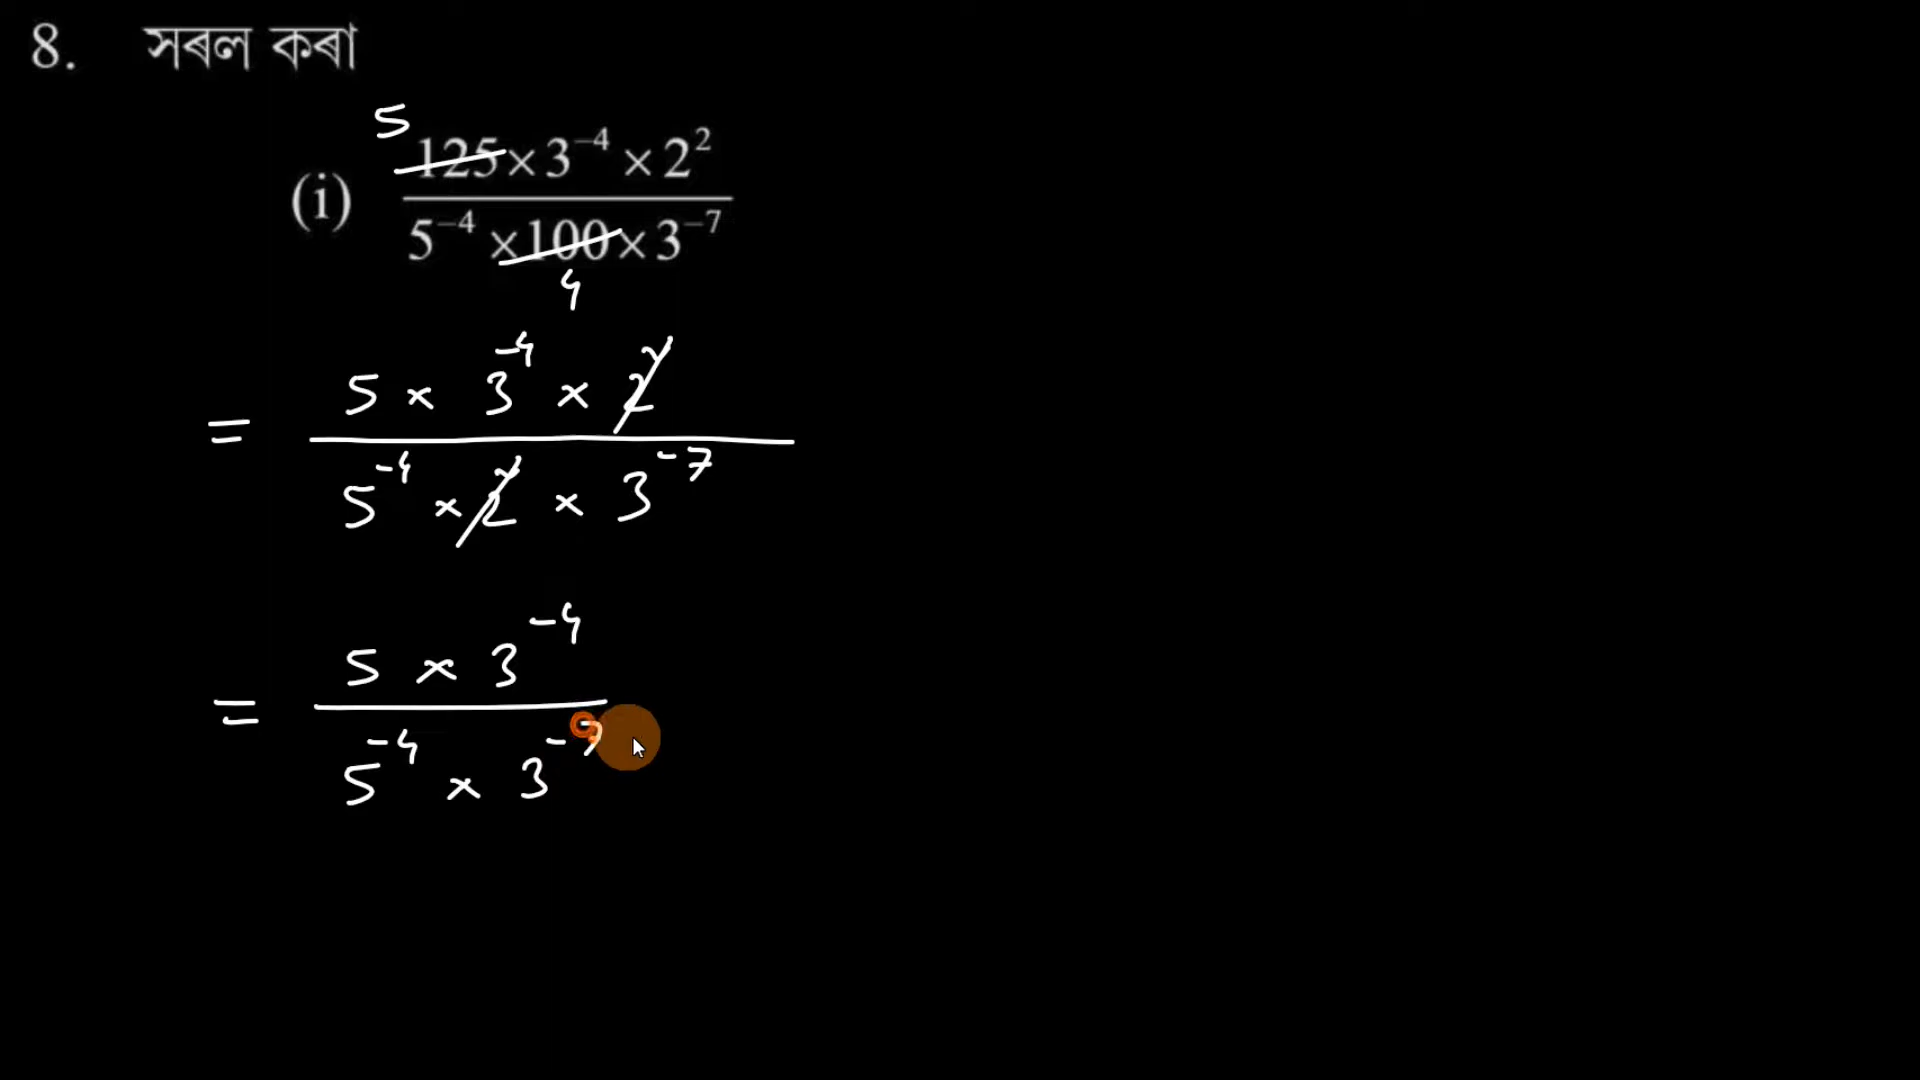 8. সৰল কৰা
5
125 × 3⁻⁴ × 2²
(i)
5⁻⁴ × 100 × 3⁻⁷
4
5 × 3⁻⁴ × 2²
=
5⁻⁴ × 2² × 3⁻⁷
5 × 3⁻⁴
=
5⁻⁴ × 3⁻⁷